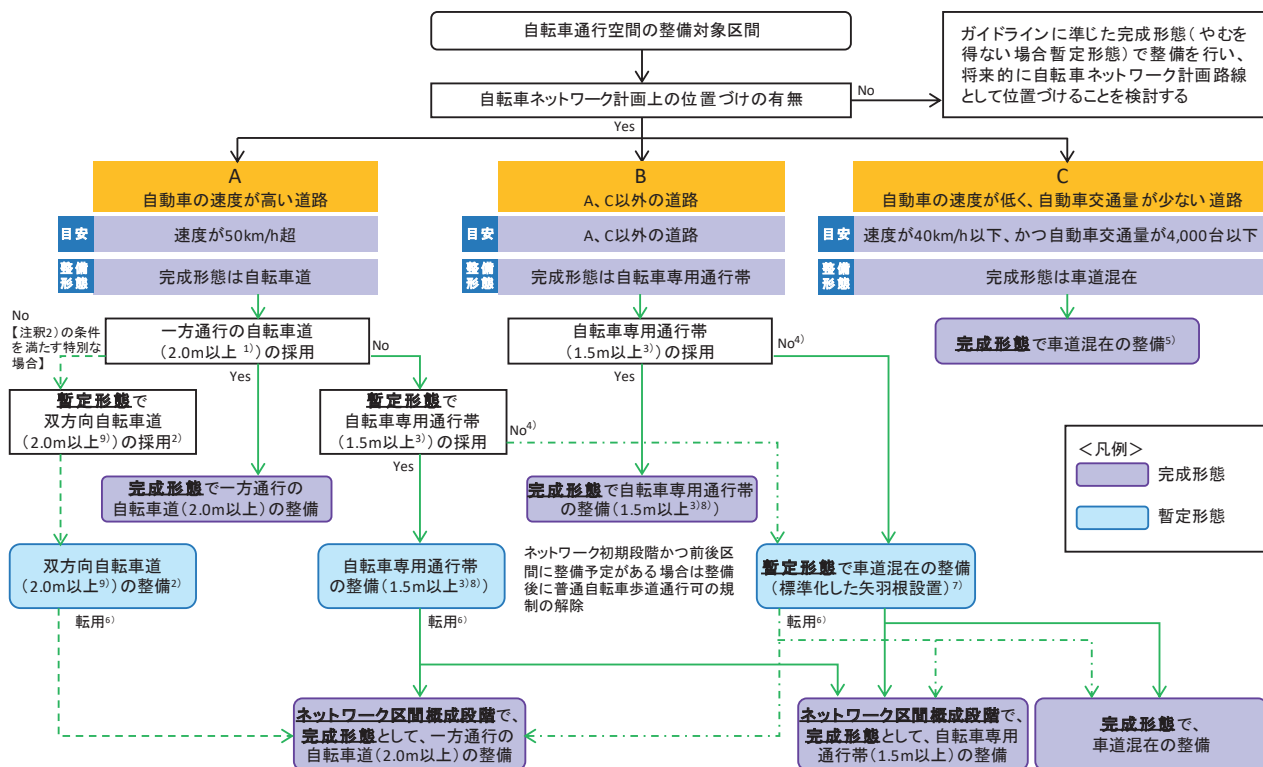 自転車通行空間の整備対象区間
ガイドラインに準じた完成形態(やむを
得ない場合暫定形態)で整備を行い、
将来的に自転車ネットワーク計画路線
として位置づけることを検討する
自転車ネットワーク計画上の位置づけの有無
No
Yes
A
自動車の速度が高い道路
目安
速度が50km/h超
整備
形態
完成形態は自転車道
B
A、C以外の道路
目安
A、C以外の道路
整備
形態
完成形態は自転車専用通行帯
C
自動車の速度が低く、自動車交通量が少ない道路
目安
速度が40km/h以下、かつ自動車交通量が4,000台以下
整備
形態
完成形態は車道混在
No
【注釈2)の条件
を満たす特別な
場合】
一方通行の自転車道
(2.0m以上 1))の採用
No
Yes
自転車専用通行帯
(1.5m以上3))の採用
No4)
Yes
完成形態で車道混在の整備5)
暫定形態で
双方向自転車道
(2.0m以上9))の採用2)
暫定形態で
自転車専用通行帯
(1.5m以上3))の採用
No4)
Yes
<凡例>
完成形態
暫定形態
完成形態で一方通行の
自転車道(2.0m以上)の整備
完成形態で自転車専用通行帯
の整備(1.5m以上3)8))
双方向自転車道
(2.0m以上9))の整備2)
自転車専用通行帯
の整備(1.5m以上3)8))
ネットワーク初期段階かつ前後区
間に整備予定がある場合は整備
後に普通自転車歩道通行可の規
制の解除
暫定形態で車道混在の整備
(標準化した矢羽根設置)7)
転用6)
転用6)
転用6)
ネットワーク区間概成段階で、
完成形態として、一方通行の
自転車道(2.0m以上)の整備
ネットワーク区間概成段階で、
完成形態として、自転車専用
通行帯(1.5m以上)の整備
完成形態で、
車道混在の整備